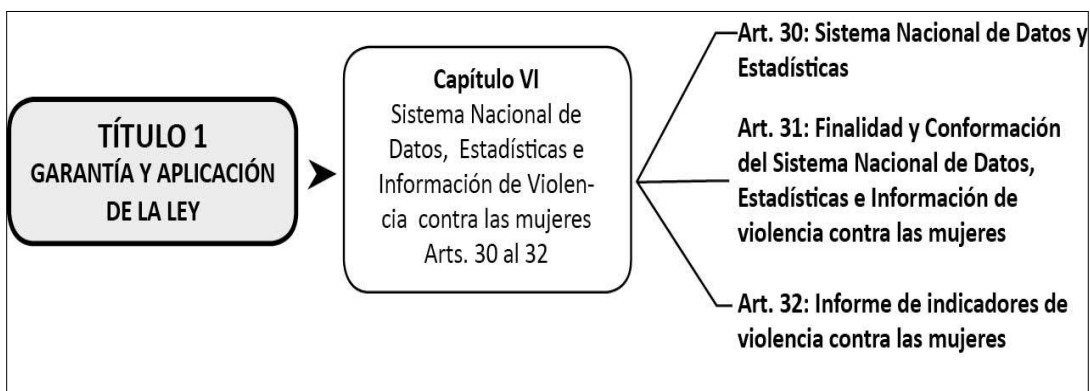 TÍTULO 1
GARANTÍA Y APLICACIÓN
DE LA LEY
Capítulo VI
Sistema Nacional de
Datos, Estadísticas e
Información de Violen-
cia contra las mujeres
Arts. 30 al 32
Art. 30: Sistema Nacional de Datos y
Estadísticas
Art. 31: Finalidad y Conformación
del Sistema Nacional de Datos,
Estadísticas e Información de
violencia contra las mujeres
Art. 32: Informe de indicadores de
violencia contra las mujeres